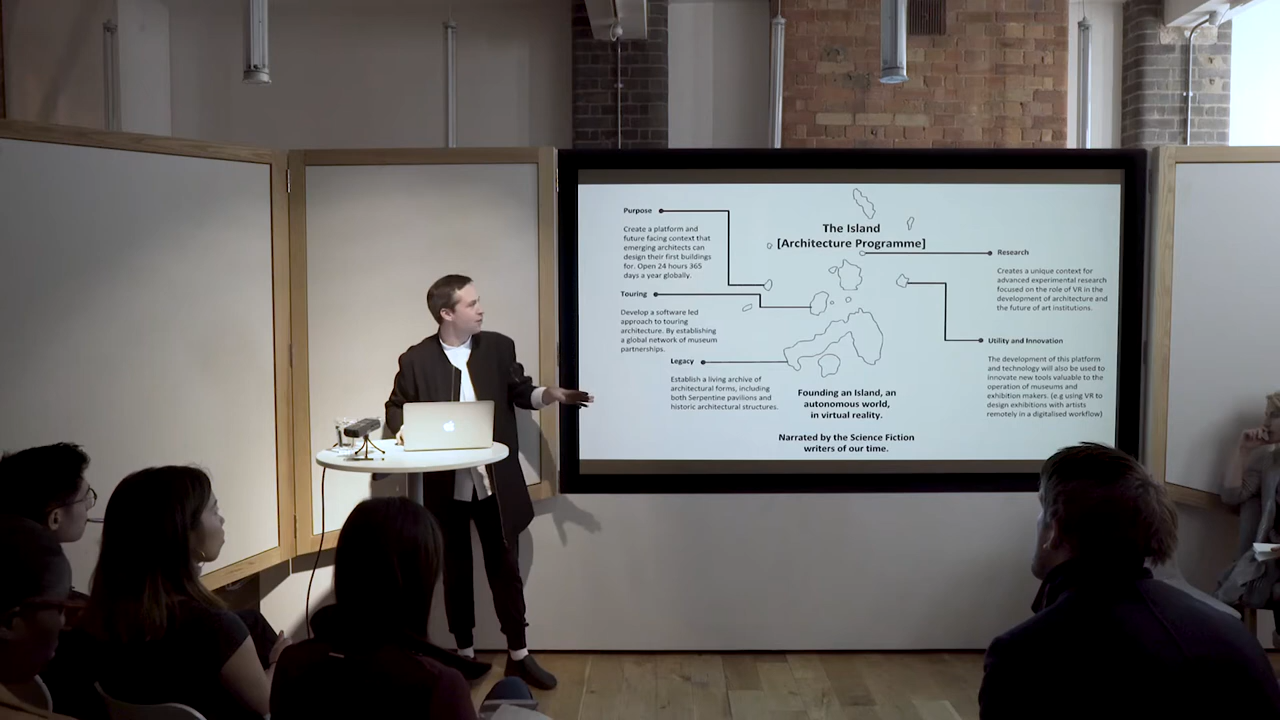 The Island
[Architecture Programme]
Purpose
Create a platform and
future facing context that
emerging architects can
design their first buildings
for. Open 24 hours 365
days a year globally.
Touring
Develop a software led
approach to touring
architecture. By establishing
a global network of museum
partnerships.
Legacy
Establish a living archive of
architectural forms, including
both Serpentine pavilions and
historic architectural structures.
Founding an Island, an
autonomous world,
in virtual reality.
Narrated by the Science Fiction
writers of our time.
Research
Creates a unique context for
advanced experimental research
focused on the role of VR in the
development of architecture and
the future of art institutions.
Utility and Innovation
The development of this platform
and technology will also be used to
innovate new tools valuable to the
operation of museums and
exhibition makers. (e.g using VR to
design exhibitions with artists
remotely in a digitalised workflow)